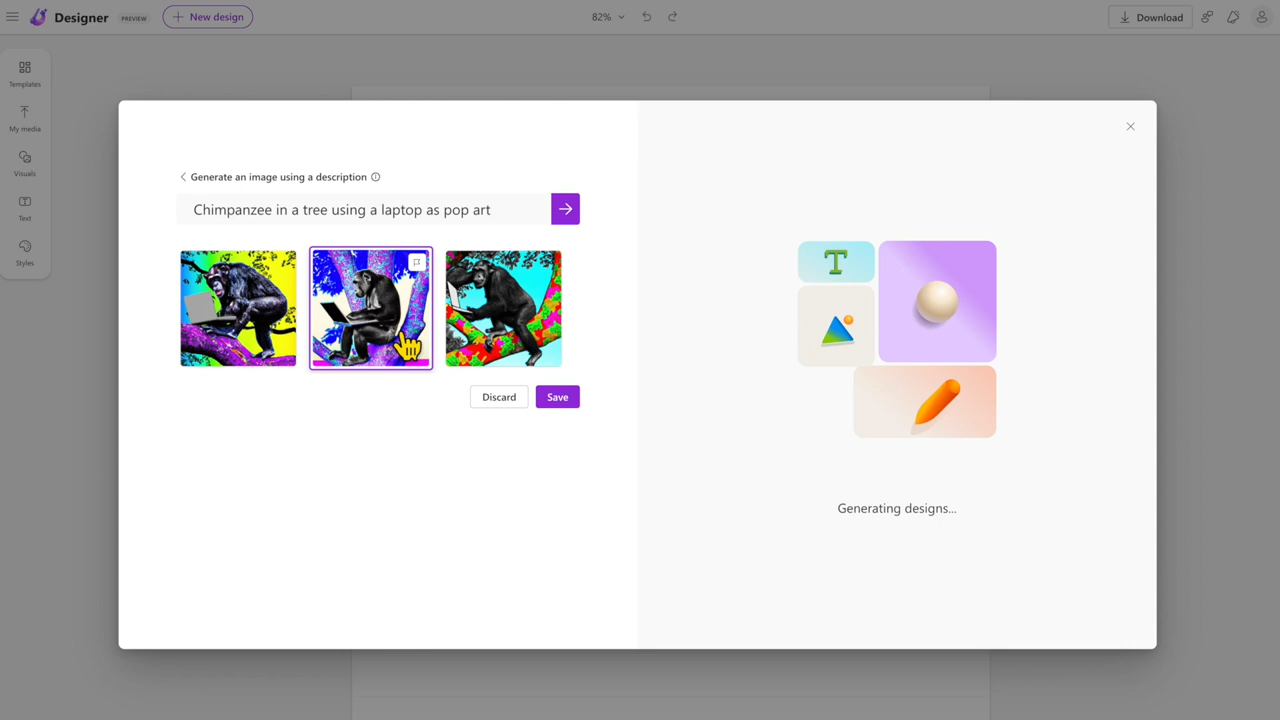 Designer PREVIEW + New design 82% Download
Templates
My media
Visuals
Text
Styles
Generate an image using a description
Chimpanzee in a tree using a laptop as pop art
Discard Save
T
Generating designs...